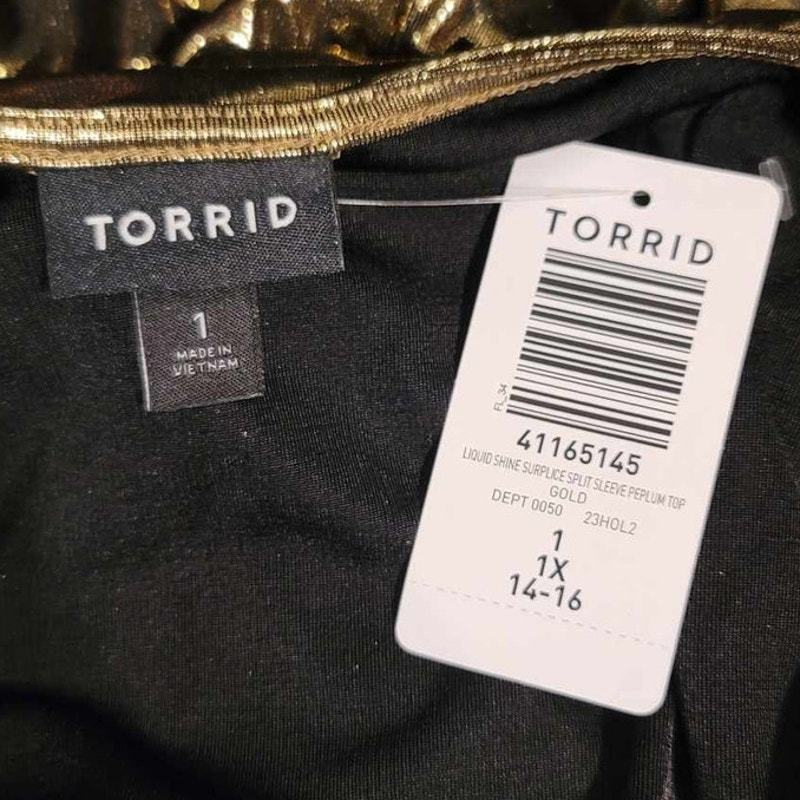 TORRID
1
MADE IN
VIETNAM
TORRID
FL_34
41165145
LIQUID SHINE SURPLICE SPLIT SLEEVE PEPLUM TOP
GOLD
DEPT 0050 23HOL2
1
1X
14-16